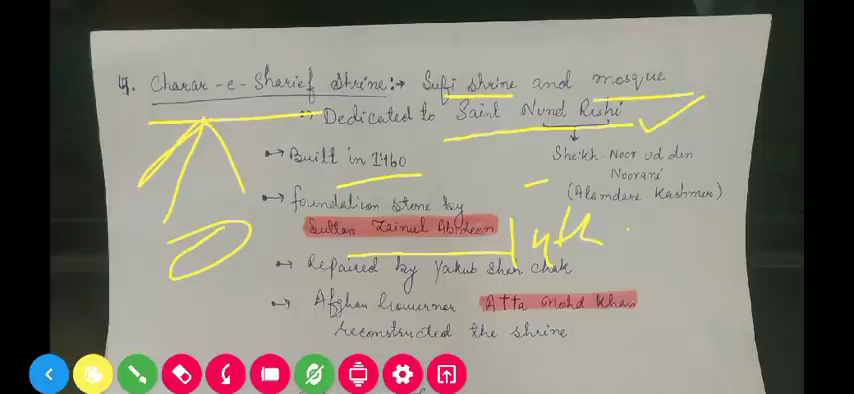 4. Charar-e-Sharief Shrine:→ Sufi shrine and mosque
:→ Dedicated to Saint Nund Rishi
→ Built in 1460
Sheikh Noor ud din
Noorani
(Alamdare Kashmir).
→ foundation stone by
Sultan Zainul Abideen
→ Repaired by Yakub Shah Chak
→ Afghan Governor Atta Mohd Khan
reconstructed the shrine.